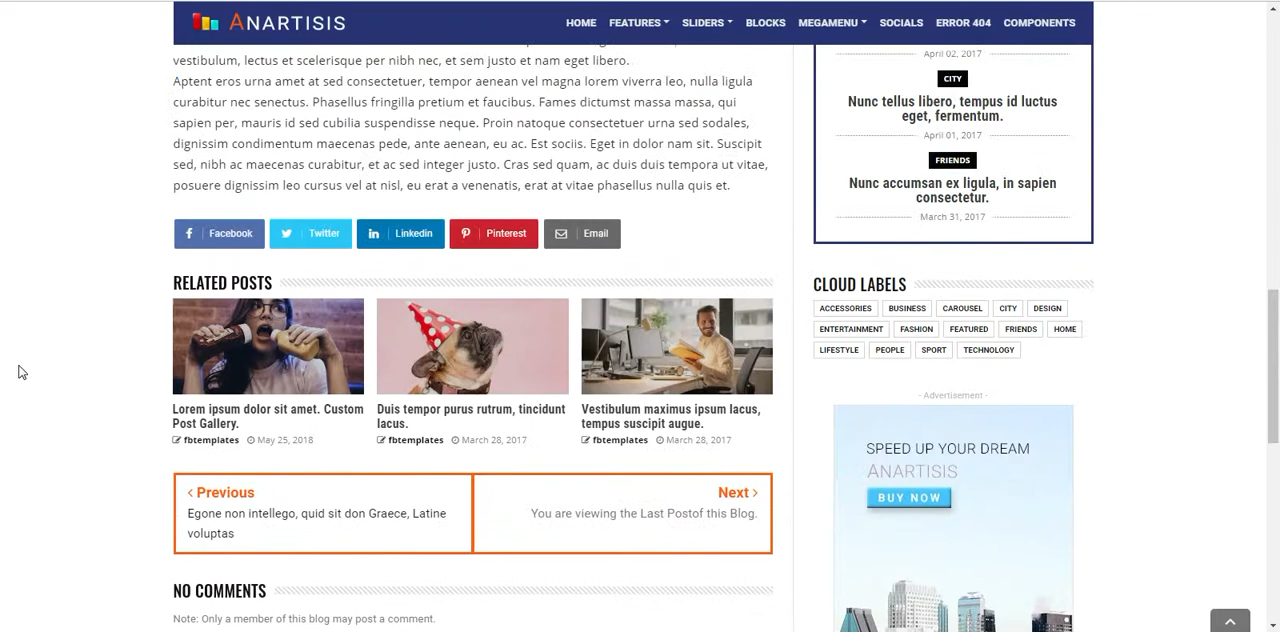 ANARTISIS
HOME FEATURES SLIDERS BLOCKS MEGAMENU SOCIALS ERROR 404 COMPONENTS
vestibulum, lectus et scelerisque per nibh nec, et sem justo et nam eget libero.
Aptent eros urna amet at sed consectetuer, tempor aenean vel magna lorem viverra leo, nulla ligula
curabitur nec senectus. Phasellus fringilla pretium et faucibus. Fames dictumst massa massa, qui
sapien per, mauris id sed cubilia suspendisse neque. Proin natoque consectetuer urna sed sodales,
dignissim condimentum maecenas pede, ante aenean, eu ac. Est sociis. Eget in dolor nam sit. Suscipit
sed, nibh ac maecenas curabitur, et ac sed integer justo. Cras sed quam, ac duis duis tempora ut vitae,
posuere dignissim leo cursus vel at nisl, eu erat a venenatis, erat at vitae phasellus nulla quis et.
Facebook Twitter Linkedin Pinterest Email
RELATED POSTS
Lorem ipsum dolor sit amet. Custom
Post Gallery.
fbtemplates May 25, 2018
Duis tempor purus rutrum, tincidunt
lacus.
fbtemplates March 28, 2017
Vestibulum maximus ipsum lacus,
tempus suscipit augue.
fbtemplates March 28, 2017
Previous
Egone non intellego, quid sit don Graece, Latine
voluptas
Next
You are viewing the Last Postof this Blog.
NO COMMENTS
Note: Only a member of this blog may post a comment.
April 02, 2017
CITY
Nunc tellus libero, tempus id luctus
eget, fermentum.
April 01, 2017
FRIENDS
Nunc accumsan ex ligula, in sapien
consectetur.
March 31, 2017
CLOUD LABELS
ACCESSORIES BUSINESS CAROUSEL CITY DESIGN
ENTERTAINMENT FASHION FEATURED FRIENDS HOME
LIFESTYLE PEOPLE SPORT TECHNOLOGY
- Advertisement -
SPEED UP YOUR DREAM
ANARTISIS
BUY NOW